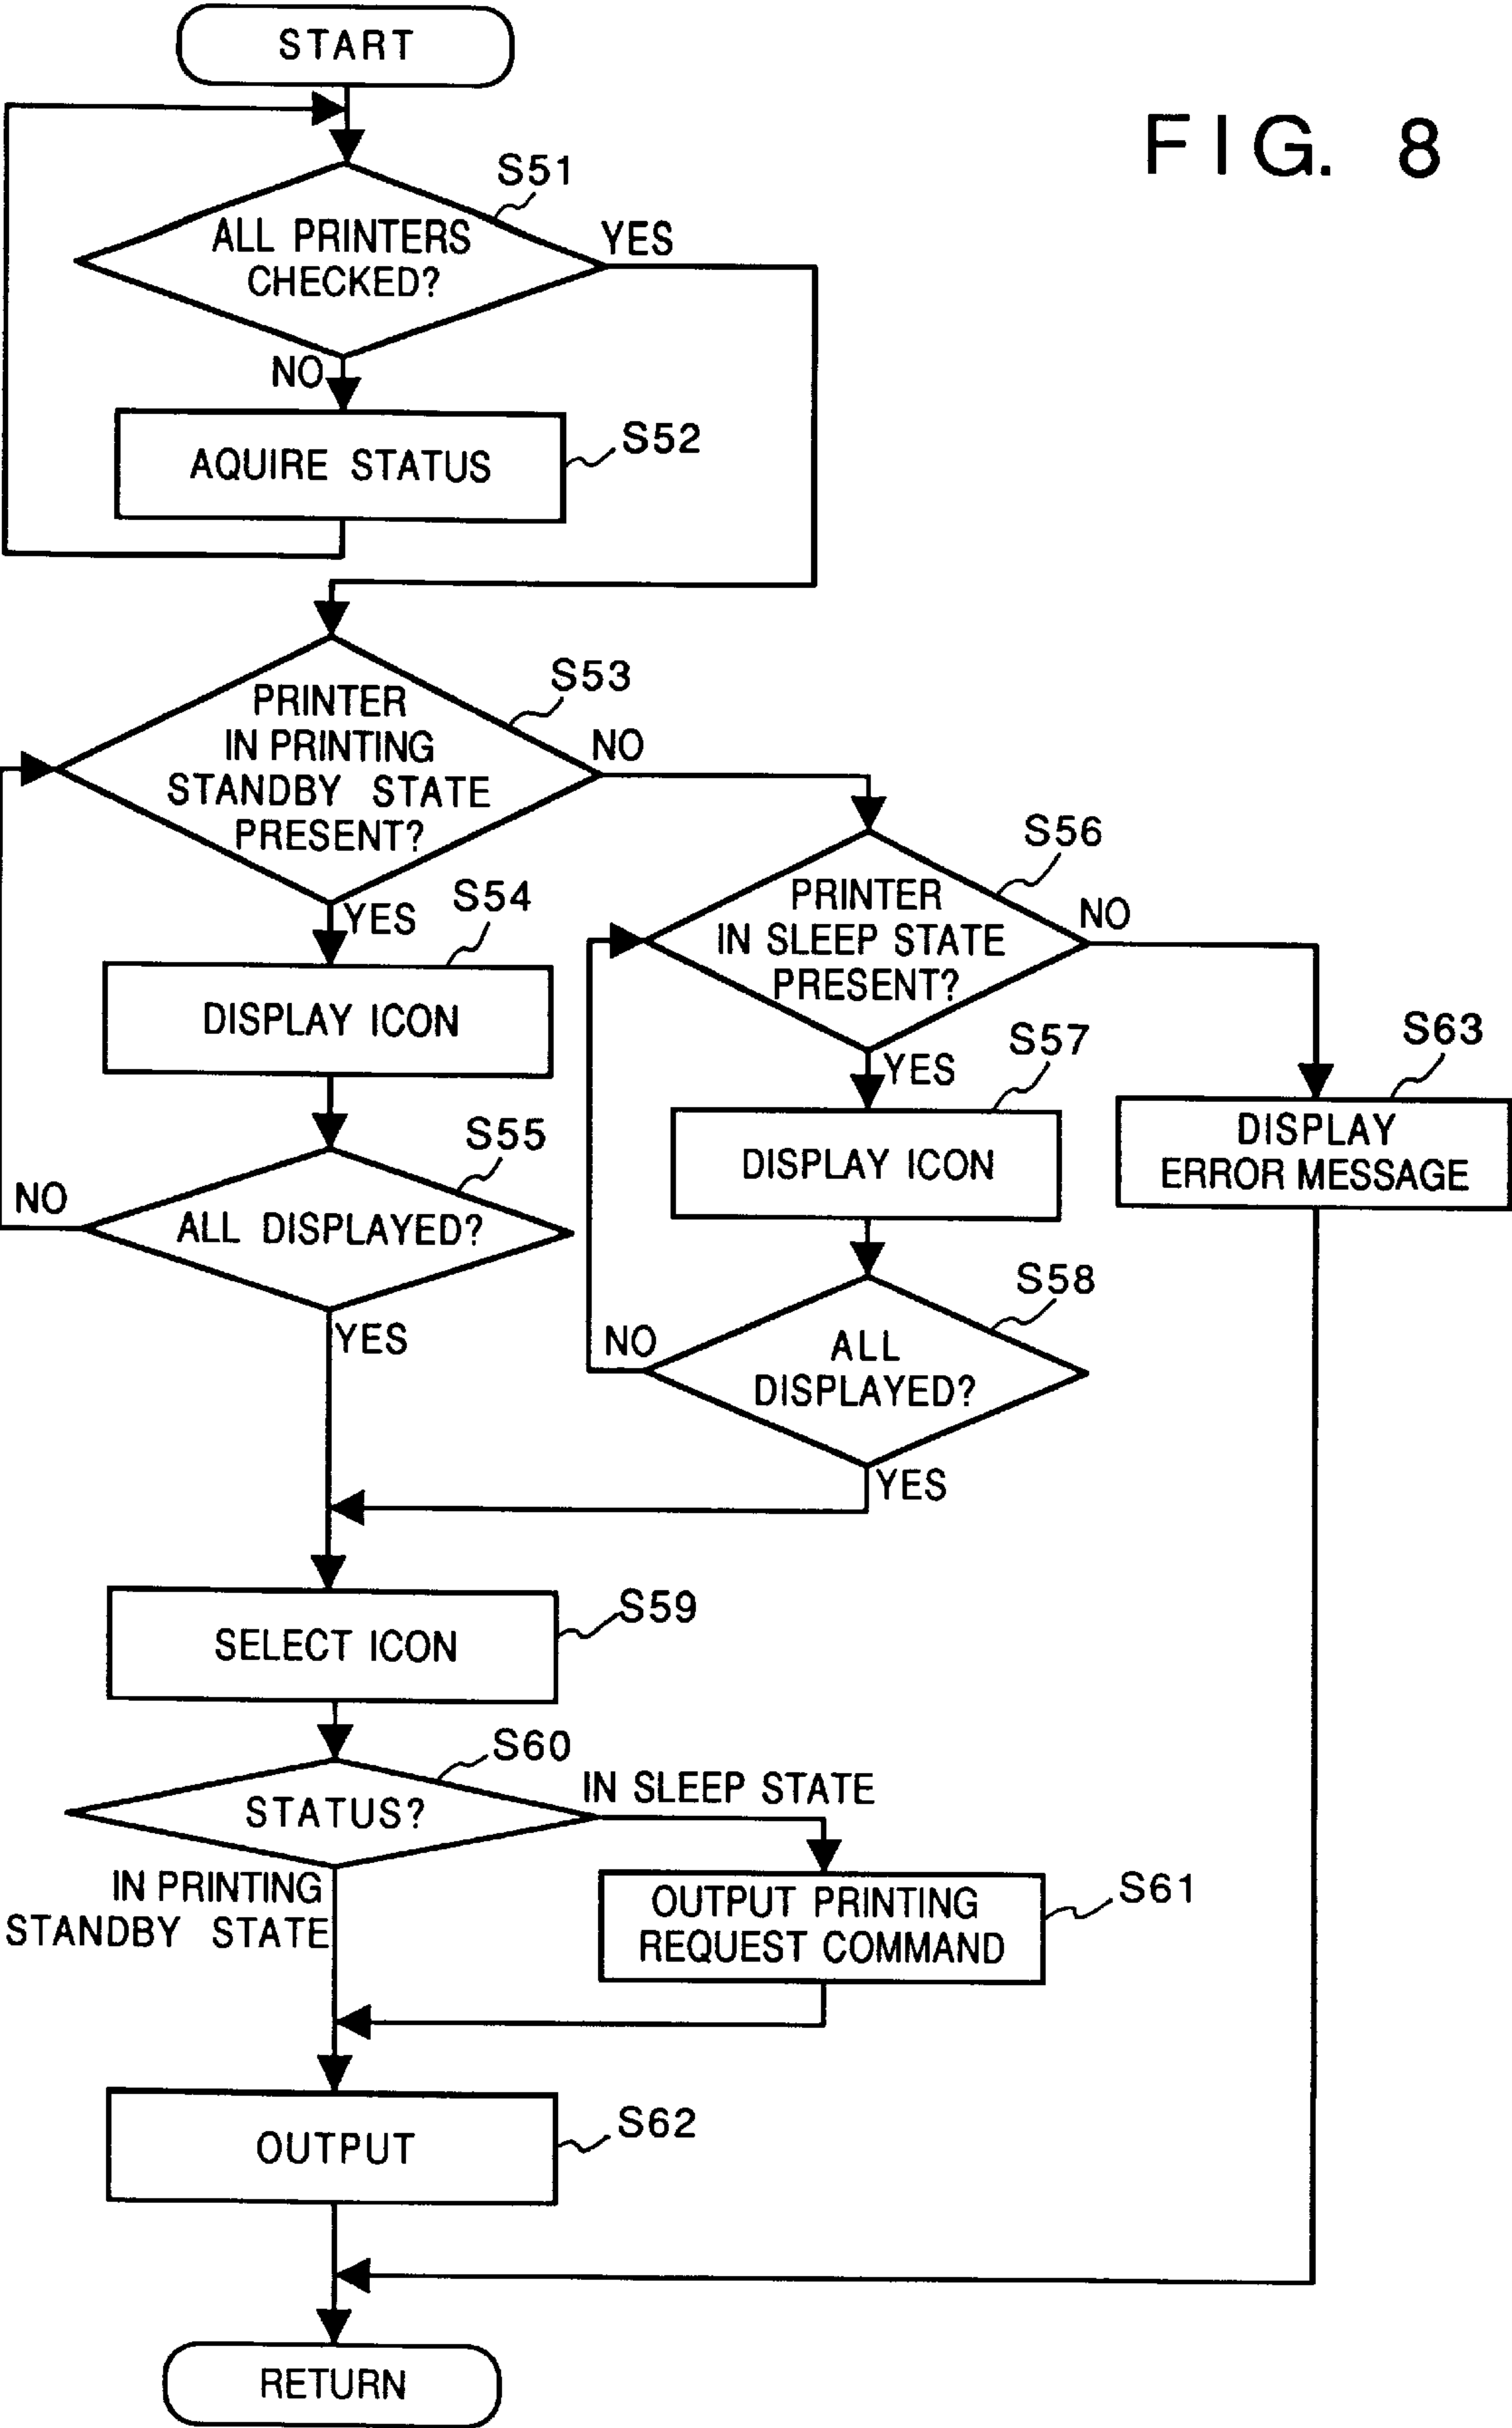 START
FIG. 8
S51
ALL PRINTERS
CHECKED?
YES
NO
S52
AQUIRE STATUS
S53
PRINTER
IN PRINTING
STANDBY STATE
PRESENT?
NO
YES
S54
DISPLAY ICON
S55
ALL DISPLAYED?
NO
YES
S56
PRINTER
IN SLEEP STATE
PRESENT?
NO
YES
S57
DISPLAY ICON
S63
DISPLAY
ERROR MESSAGE
S58
ALL
DISPLAYED?
NO
YES
S59
SELECT ICON
S60
STATUS?
IN SLEEP STATE
IN PRINTING
STANDBY STATE
S61
OUTPUT PRINTING
REQUEST COMMAND
S62
OUTPUT
RETURN